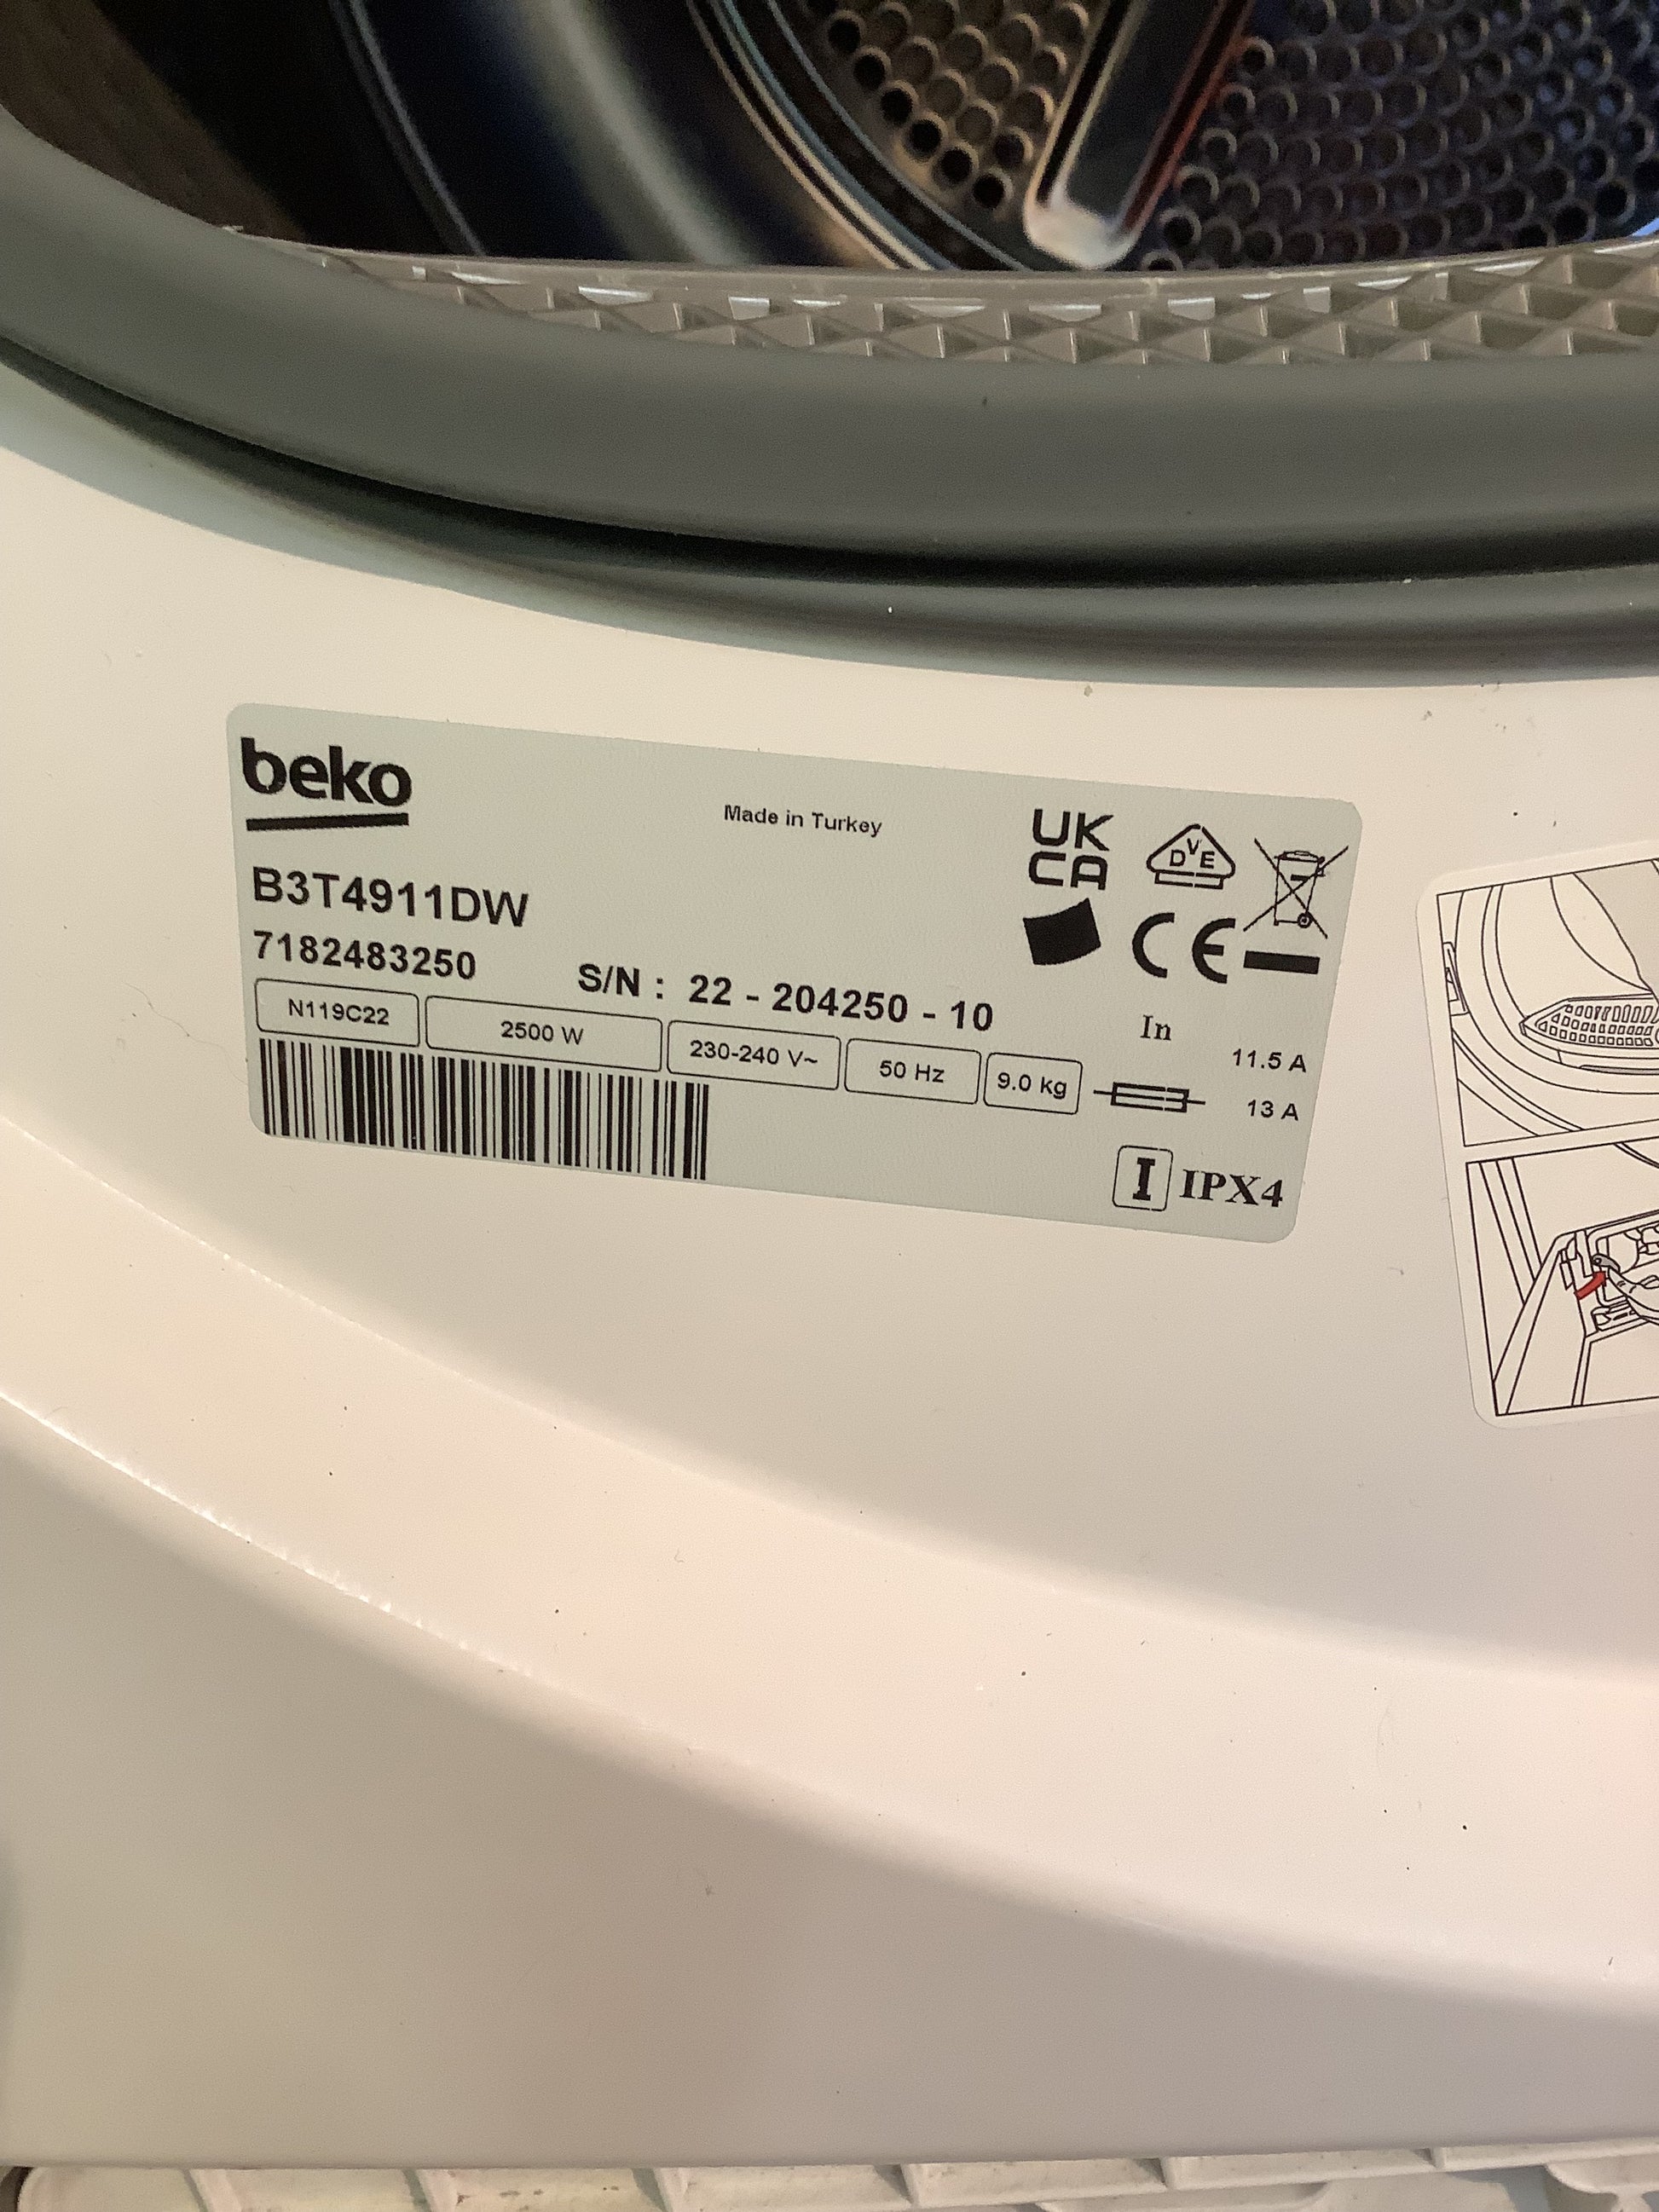 beko
Made in Turkey
UK
CA
DVE
B3T4911DW
CE
7182483250
S/N : 22 - 204250 - 10
N119C22
2500 W
230-240 V~
50 Hz
9.0 kg
In
11.5 A
13 A
I IPX4